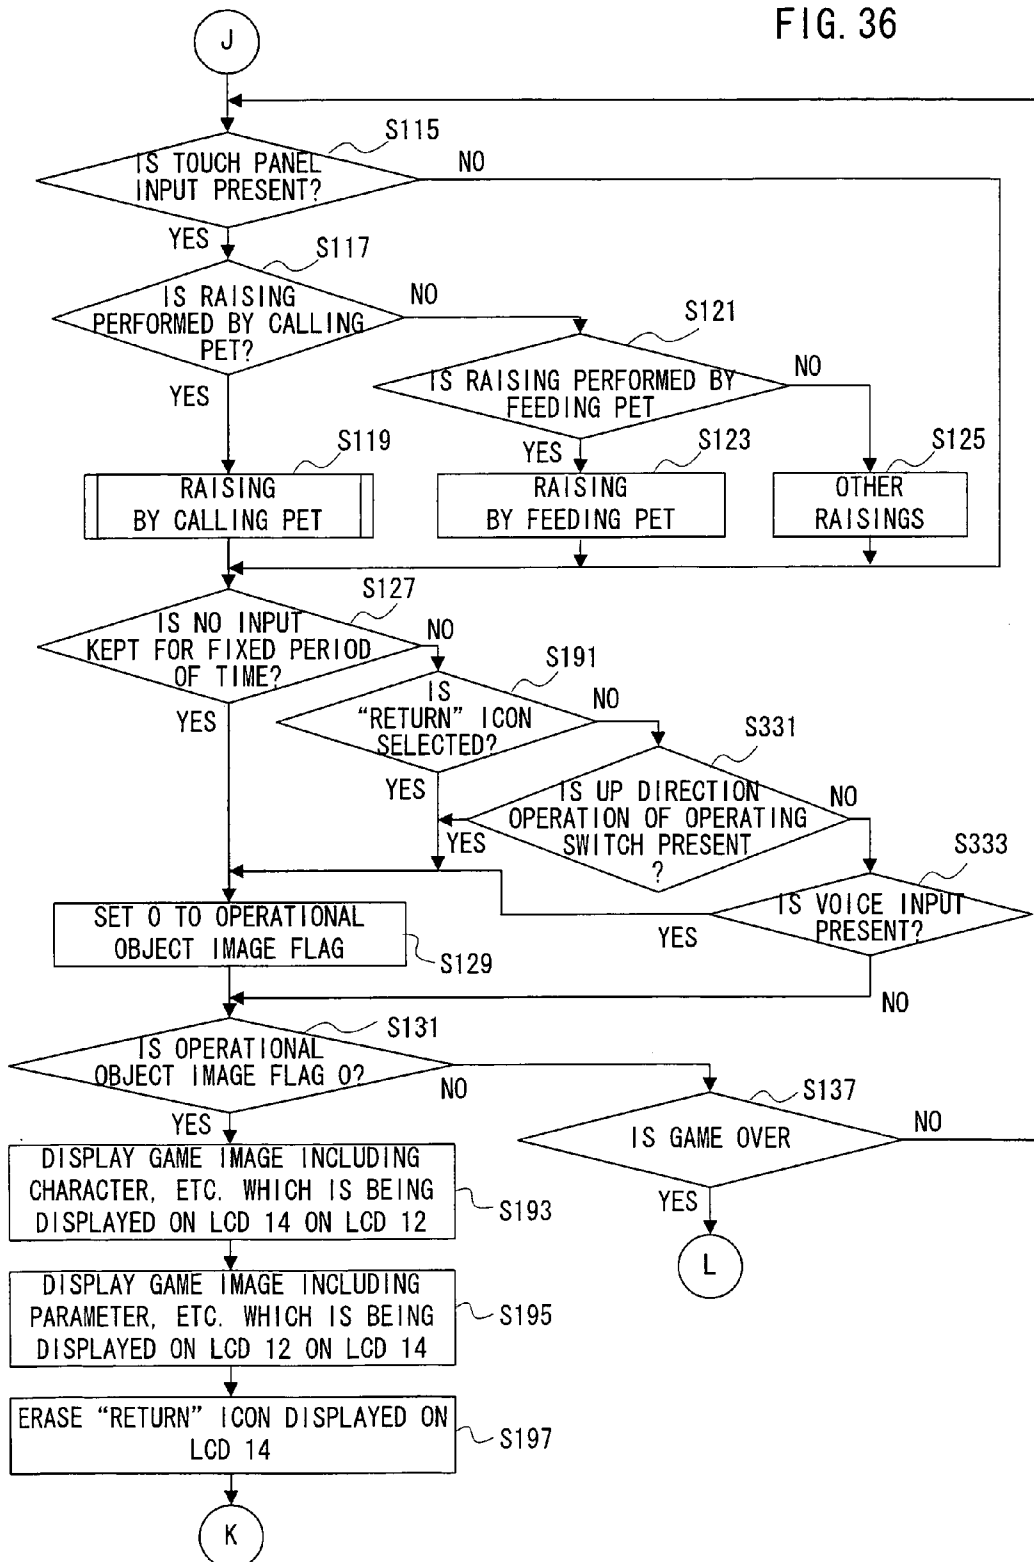 FIG. 36
J
S115
IS TOUCH PANEL
INPUT PRESENT?
NO
YES
S117
IS RAISING
PERFORMED BY CALLING
PET?
NO
YES
S121
IS RAISING PERFORMED BY
FEEDING PET
NO
YES
S119
RAISING
BY CALLING PET
S123
RAISING
BY FEEDING PET
S125
OTHER
RAISINGS
S127
IS NO INPUT
KEPT FOR FIXED PERIOD
OF TIME?
NO
YES
S191
IS
“RETURN” ICON
SELECTED?
NO
YES
S331
IS UP DIRECTION
OPERATION OF OPERATING
SWITCH PRESENT
?
NO
YES
S333
IS VOICE INPUT
PRESENT?
YES
NO
SET 0 TO OPERATIONAL
OBJECT IMAGE FLAG
S129
S131
IS OPERATIONAL
OBJECT IMAGE FLAG 0?
NO
YES
S137
IS GAME OVER
NO
YES
L
DISPLAY GAME IMAGE INCLUDING
CHARACTER, ETC. WHICH IS BEING
DISPLAYED ON LCD 14 ON LCD 12
S193
DISPLAY GAME IMAGE INCLUDING
PARAMETER, ETC. WHICH IS BEING
DISPLAYED ON LCD 12 ON LCD 14
S195
ERASE “RETURN” ICON DISPLAYED ON
LCD 14
S197
K